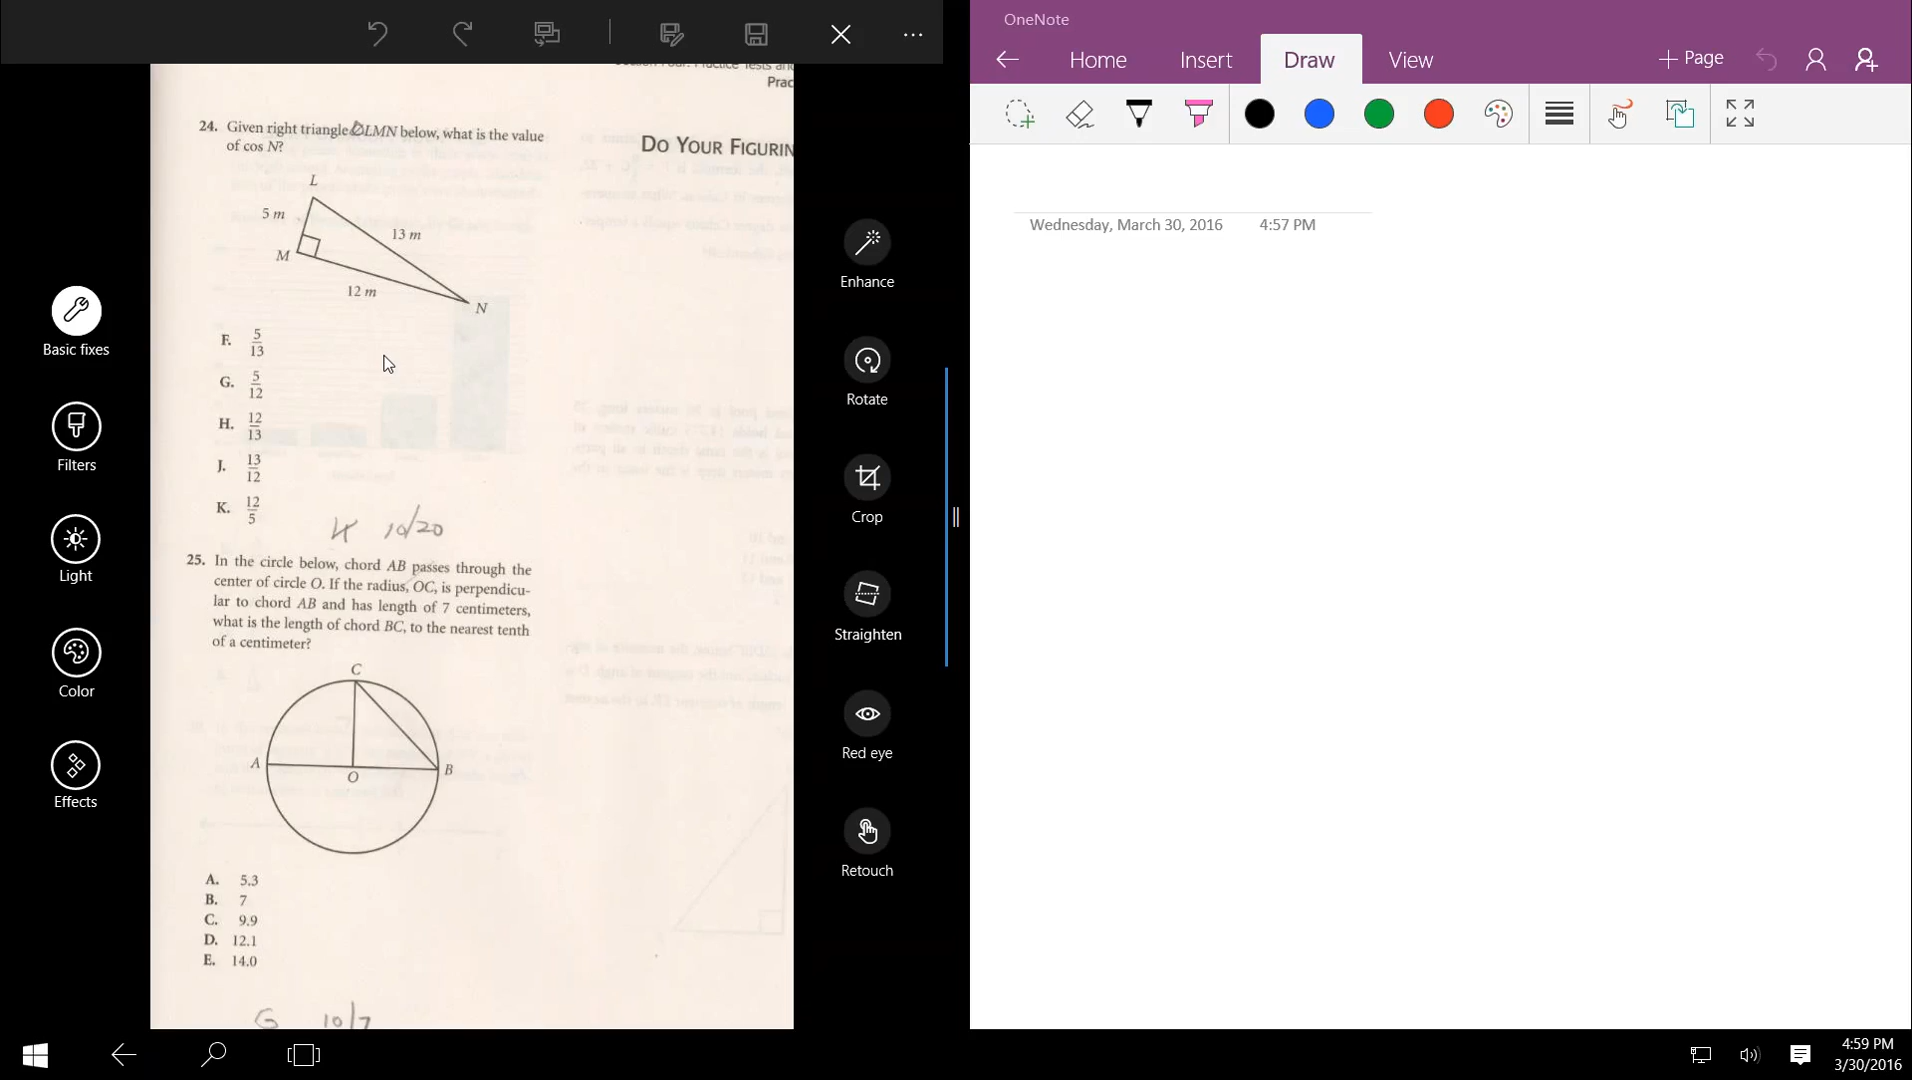 OneNote
Home Insert Draw View + Page
Wednesday, March 30, 2016 4:57 PM
Prac
Do Your Figurin
24. Given right triangle △LMN below, what is the value
of cos N?
L
5 m
13 m
M
12 m
N
F. 5/13
G. 5/12
H. 12/13
J. 13/12
K. 12/5
10/20
25. In the circle below, chord AB passes through the
center of circle O. If the radius, OC, is perpendicu-
lar to chord AB and has length of 7 centimeters,
what is the length of chord BC, to the nearest tenth
of a centimeter?
C
A
O
B
A. 5.3
B. 7
C. 9.9
D. 12.1
E. 14.0
G 10/7
Basic fixes
Filters
Light
Color
Effects
Enhance
Rotate
Crop
Straighten
Red eye
Retouch
4:59 PM
3/30/2016